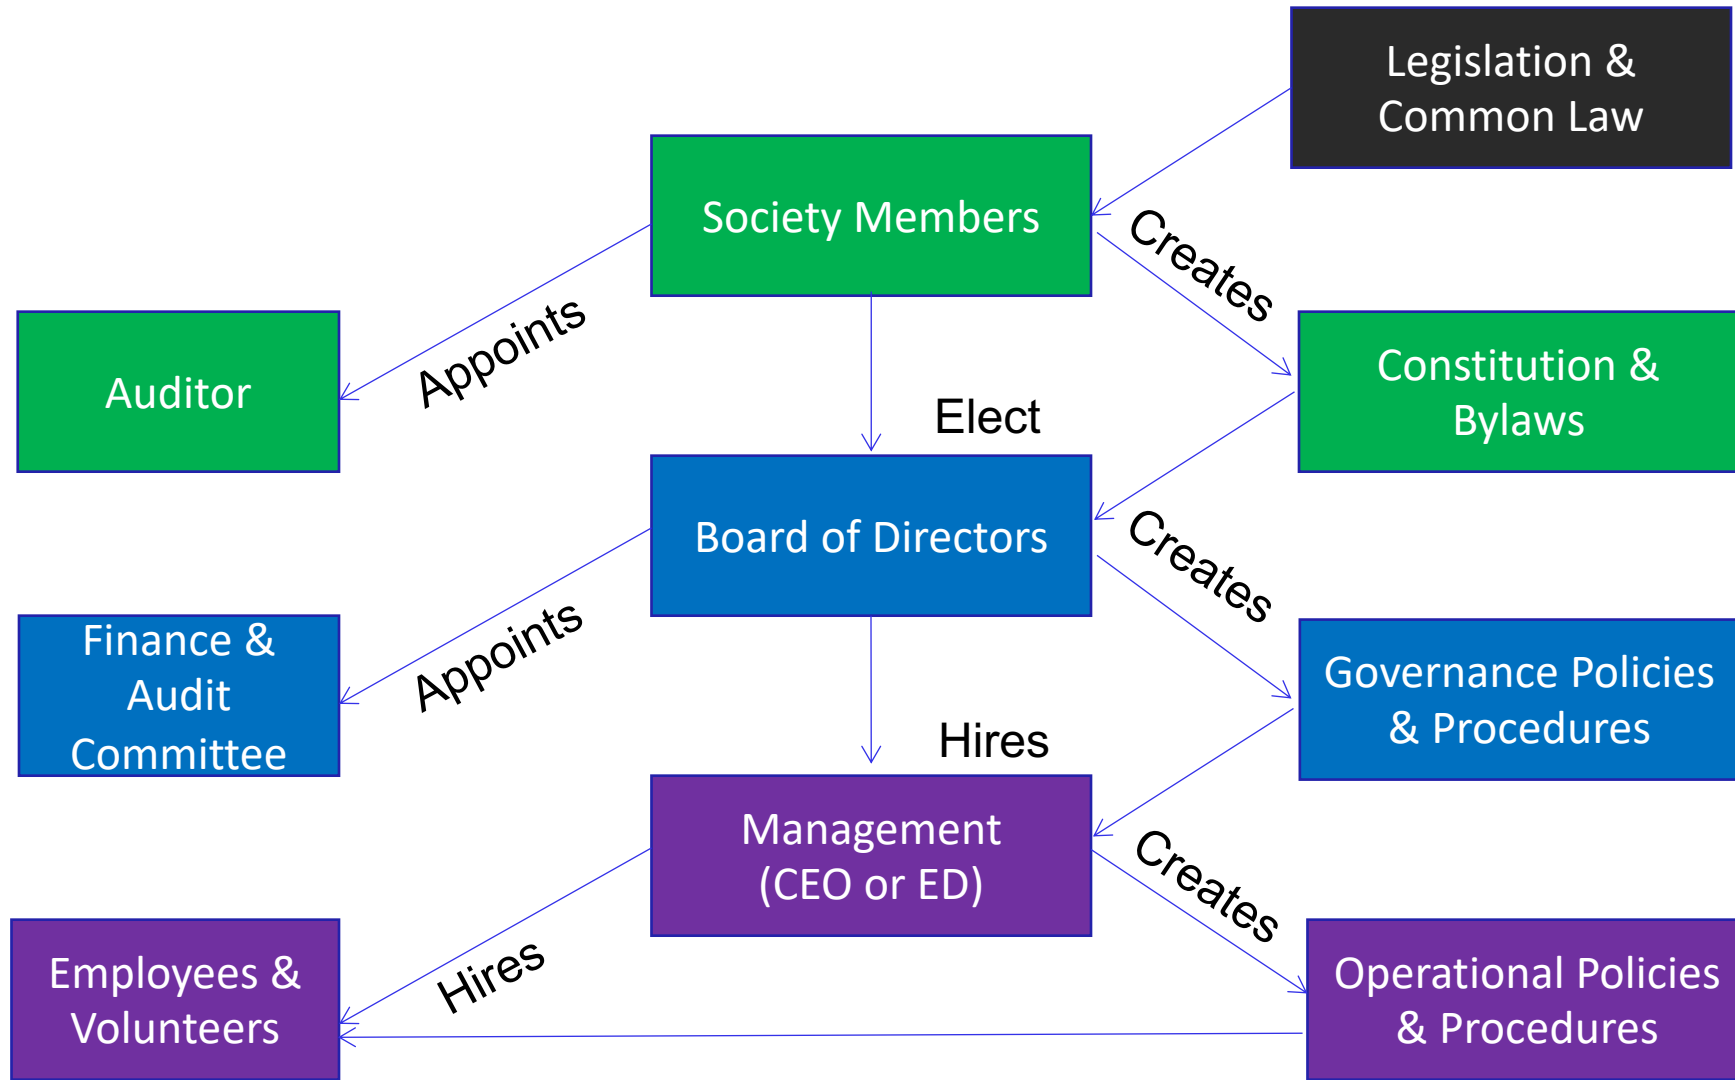 Legislation &
Common Law
Society Members
Creates
Appoints
Auditor
Constitution &
Bylaws
Elect
Board of Directors
Creates
Appoints
Finance &
Audit
Committee
Governance Policies
& Procedures
Hires
Management
(CEO or ED)
Creates
Hires
Employees &
Volunteers
Operational Policies
& Procedures